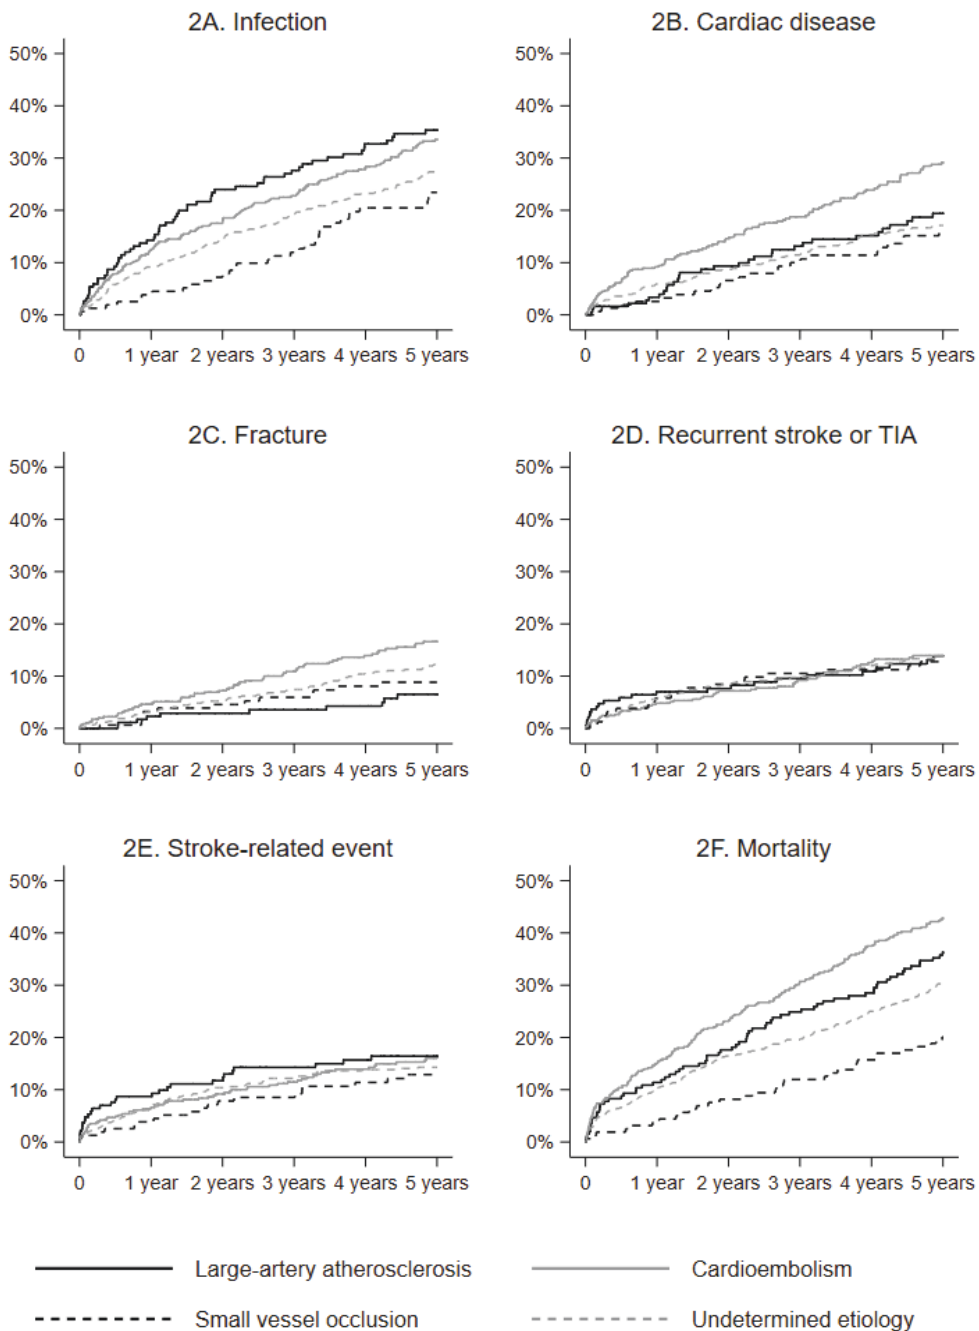 2A. Infection
50%
40%
30%
20%
10%
0%
0 1 year 2 years 3 years 4 years 5 years
2B. Cardiac disease
50%
40%
30%
20%
10%
0%
0 1 year 2 years 3 years 4 years 5 years
2C. Fracture
50%
40%
30%
20%
10%
0%
0 1 year 2 years 3 years 4 years 5 years
2D. Recurrent stroke or TIA
50%
40%
30%
20%
10%
0%
0 1 year 2 years 3 years 4 years 5 years
2E. Stroke-related event
50%
40%
30%
20%
10%
0%
0 1 year 2 years 3 years 4 years 5 years
2F. Mortality
50%
40%
30%
20%
10%
0%
0 1 year 2 years 3 years 4 years 5 years
Large-artery atherosclerosis
Cardioembolism
Small vessel occlusion
Undetermined etiology